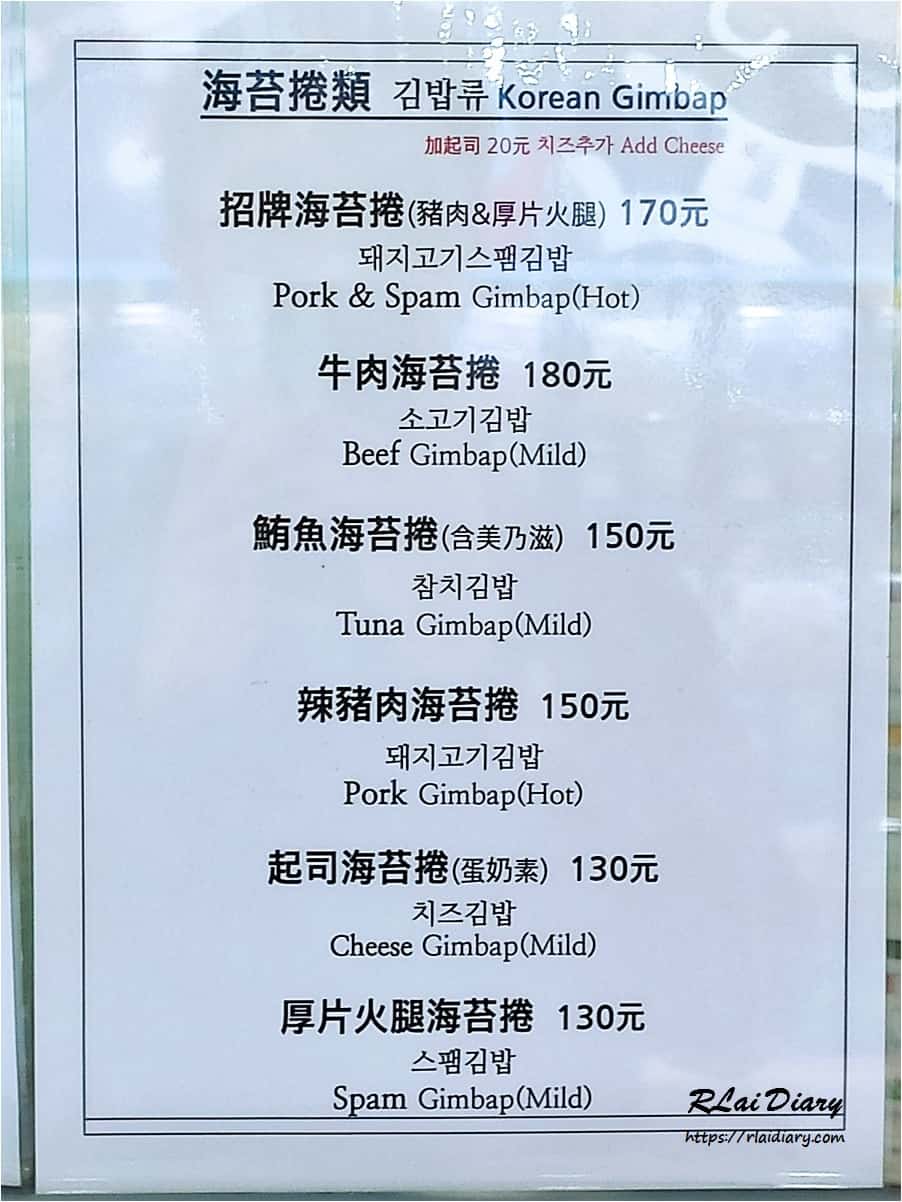 海苔捲類 김밥류 Korean Gimbap
加起司 20元 치즈추가 Add Cheese
招牌海苔捲(豬肉&厚片火腿) 170元
돼지고기스팸김밥
Pork & Spam Gimbap(Hot)
牛肉海苔捲 180元
소고기김밥
Beef Gimbap(Mild)
鮪魚海苔捲(含美乃滋) 150元
참치김밥
Tuna Gimbap(Mild)
辣豬肉海苔捲 150元
돼지고기김밥
Pork Gimbap(Hot)
起司海苔捲(蛋奶素) 130元
치즈김밥
Cheese Gimbap(Mild)
厚片火腿海苔捲 130元
스팸김밥
Spam Gimbap(Mild)
RLai Diary
https://rlaidiary.com